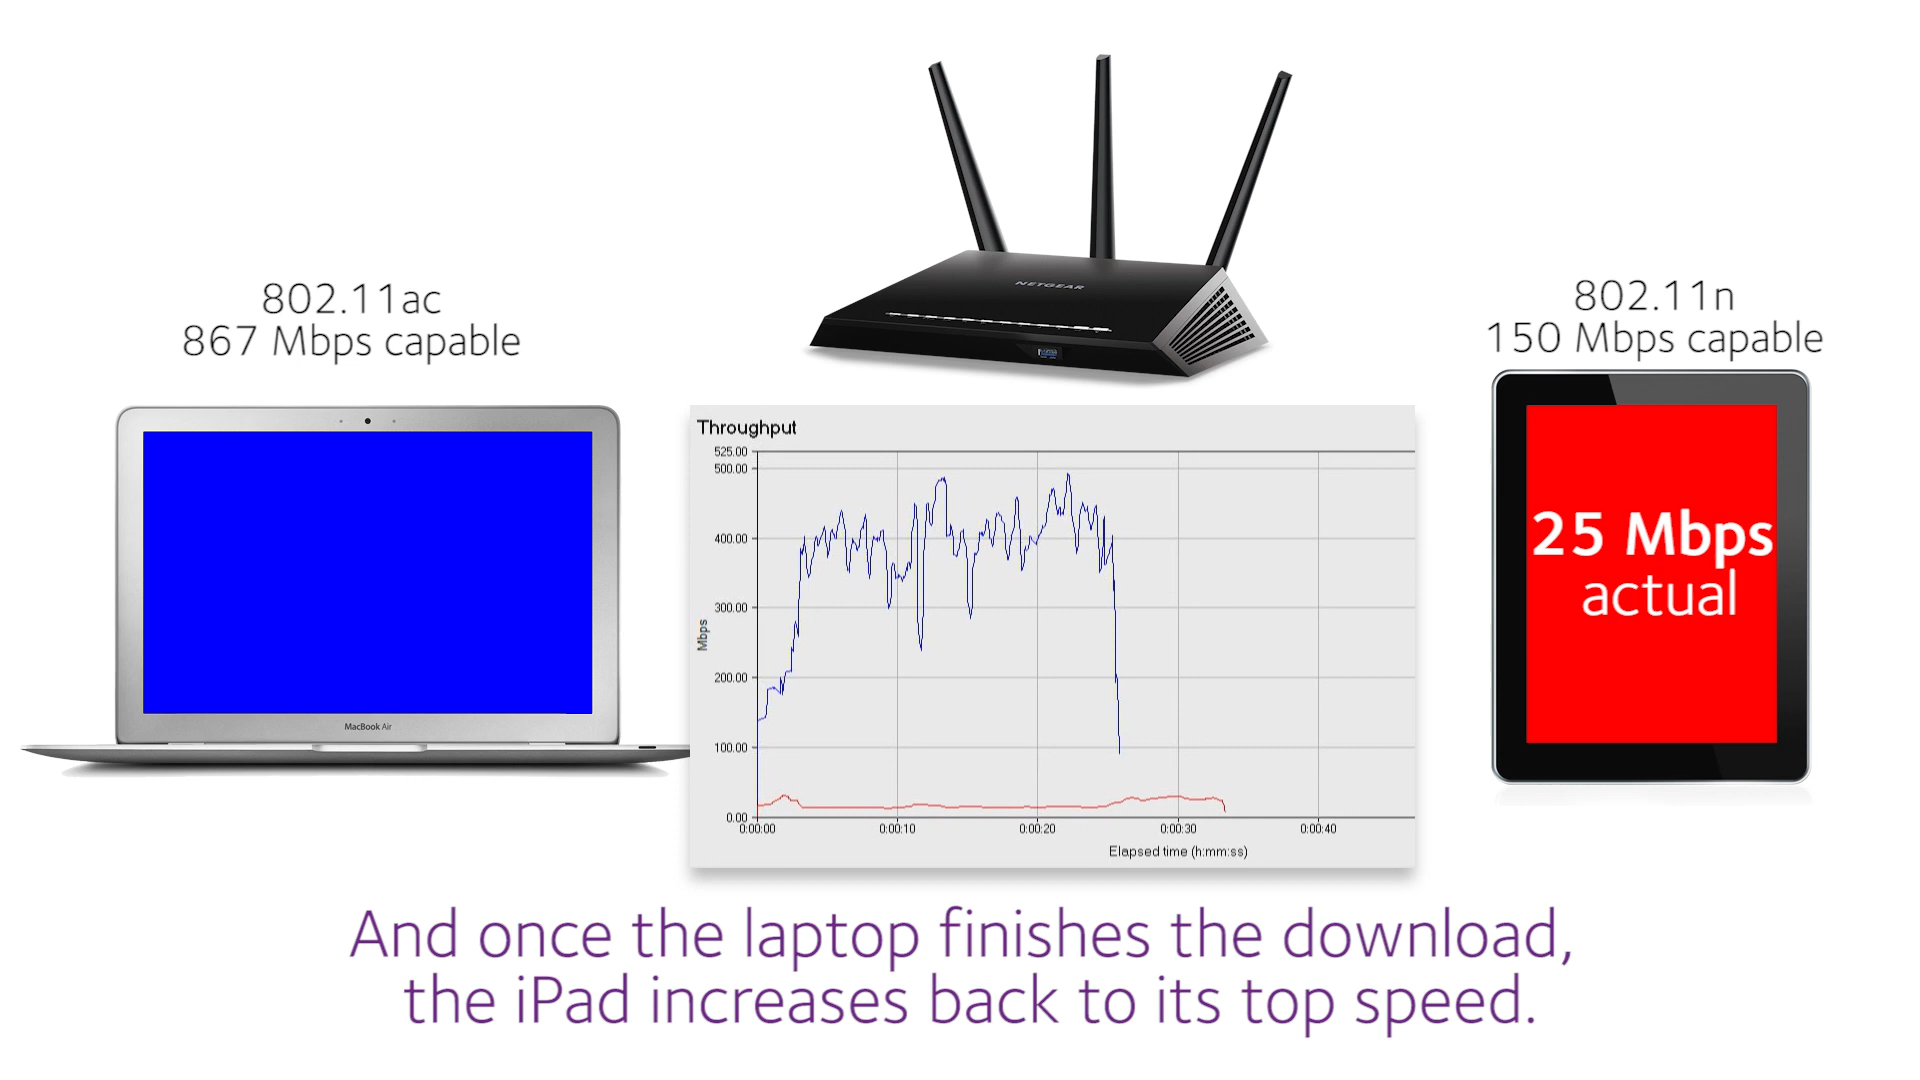 NETGEAR
802.11ac
867 Mbps capable
802.11n
150 Mbps capable
MacBook Air
Throughput
525.00
500.00
400.00
300.00
200.00
100.00
0.00
Mbps
0:00:00
0:00:10
0:00:20
0:00:30
0:00:40
Elapsed time (h:mm:ss)
25 Mbps
actual
And once the laptop finishes the download,
the iPad increases back to its top speed.